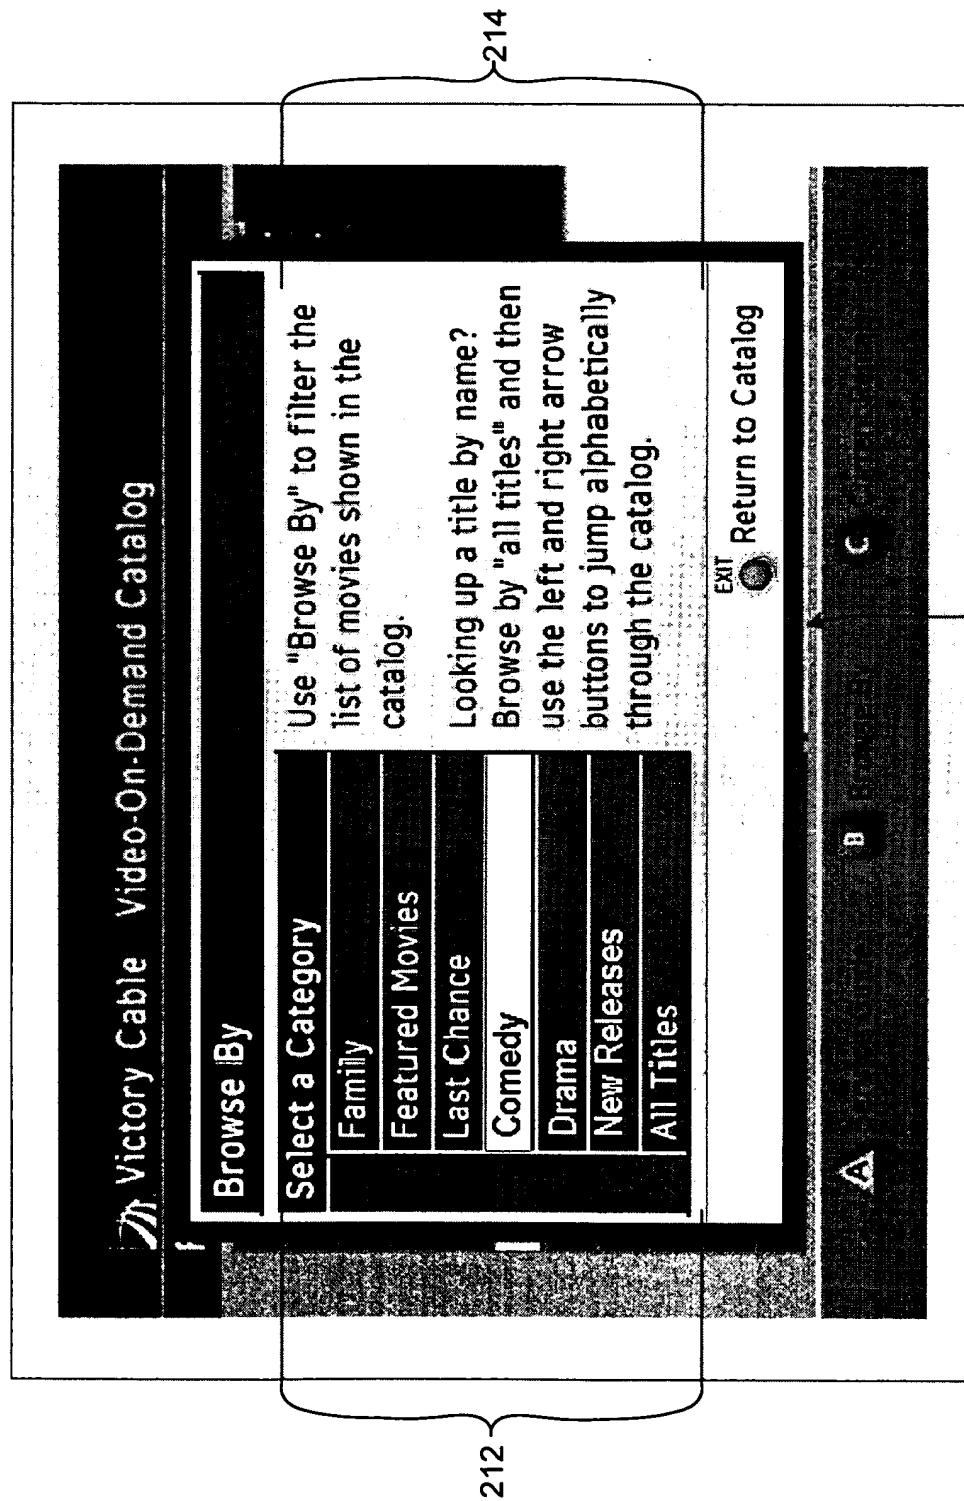 Victory Cable Video-On-Demand Catalog
Browse By
Select a Category
Family
Featured Movies
Last Chance
Comedy
Drama
New Releases
All Titles
Use "Browse By" to filter the
list of movies shown in the
catalog.
Looking up a title by name?
Browse by "all titles" and then
use the left and right arrow
buttons to jump alphabetically
through the catalog.
EXIT
Return to Catalog
A
B
C
212
214